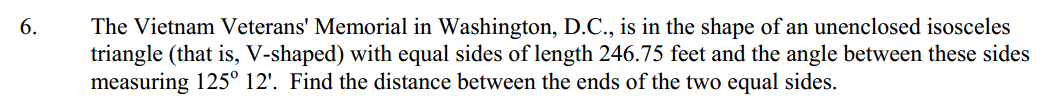 6. The Vietnam Veterans' Memorial in Washington, D.C., is in the shape of an unenclosed isosceles
triangle (that is, V-shaped) with equal sides of length 246.75 feet and the angle between these sides
measuring 125° 12'. Find the distance between the ends of the two equal sides.